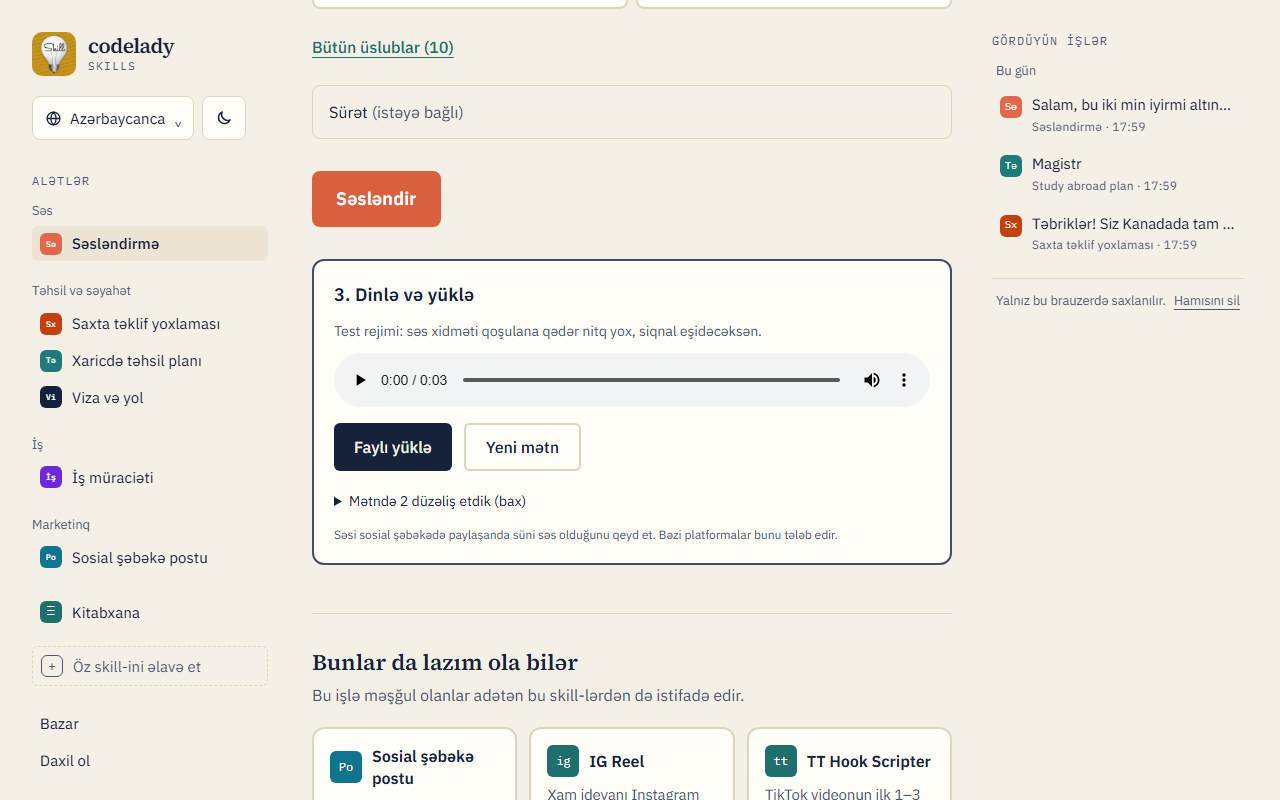 Skill
codelady
SKILLS
Azərbaycanca
ALƏTLƏR
Səs
Sə Səsləndirmə
Təhsil və səyahət
Sx Saxta təklif yoxlaması
Tə Xaricdə təhsil planı
Vi Viza və yol
İş
İş İş müraciəti
Marketinq
Po Sosial şəbəkə postu
Kitabxana
+ Öz skill-ini əlavə et
Bazar
Daxil ol
Bütün üslublar (10)
Sürət (istəyə bağlı)
Səsləndir
3. Dinlə və yüklə
Test rejimi: səs xidməti qoşulana qədər nitq yox, siqnal eşidəcəksən.
0:00 / 0:03
Faylı yüklə
Yeni mətn
Mətndə 2 düzəliş etdik (bax)
Səsi sosial şəbəkədə paylaşanda süni səs olduğunu qeyd et. Bəzi platformalar bunu tələb edir.
Bunlar da lazım ola bilər
Bu işlə məşğul olanlar adətən bu skill-lərdən də istifadə edir.
Po Sosial şəbəkə
postu
ig IG Reel
Xam ideyanı Instagram
tt TT Hook Scripter
TikTok videonun ilk 1–3
GÖRDÜYÜN İŞLƏR
Bu gün
Sə Salam, bu iki min iyirmi altın...
Səsləndirmə · 17:59
Tə Magistr
Study abroad plan · 17:59
Sx Təbriklər! Siz Kanadada tam ...
Saxta təklif yoxlaması · 17:59
Yalnız bu brauzerdə saxlanılır. Hamısını sil